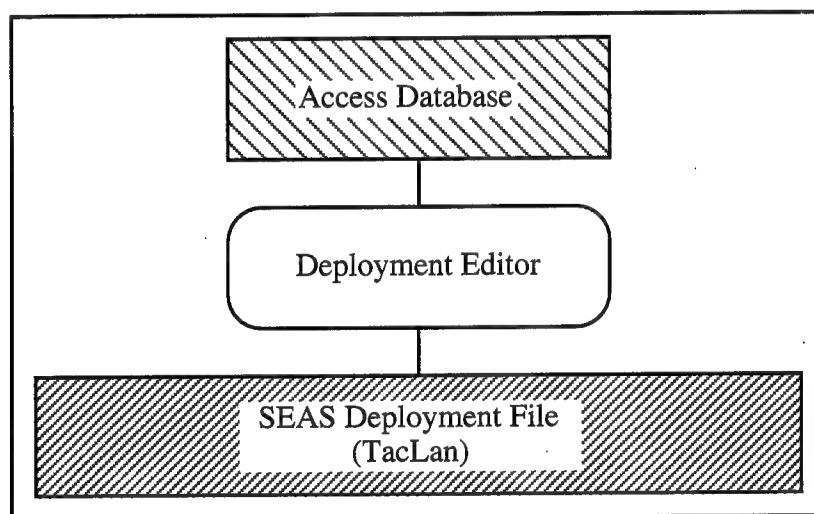 Access Database
Deployment Editor
SEAS Deployment File
(TacLan)